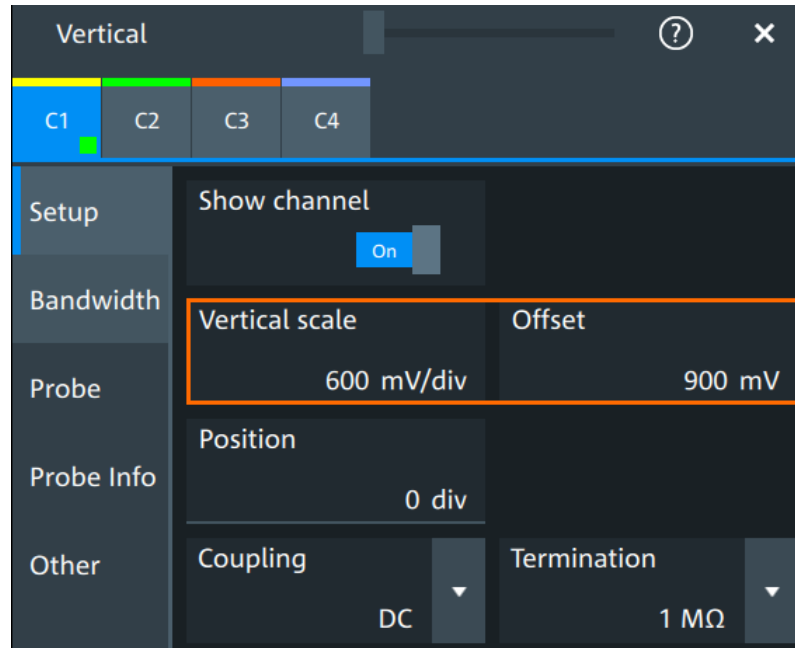 Vertical
?
C1 C2 C3 C4
Setup
Show channel
On
Bandwidth
Vertical scale Offset
600 mV/div 900 mV
Probe
Position
Probe Info
0 div
Other
Coupling Termination
DC 1 MΩ